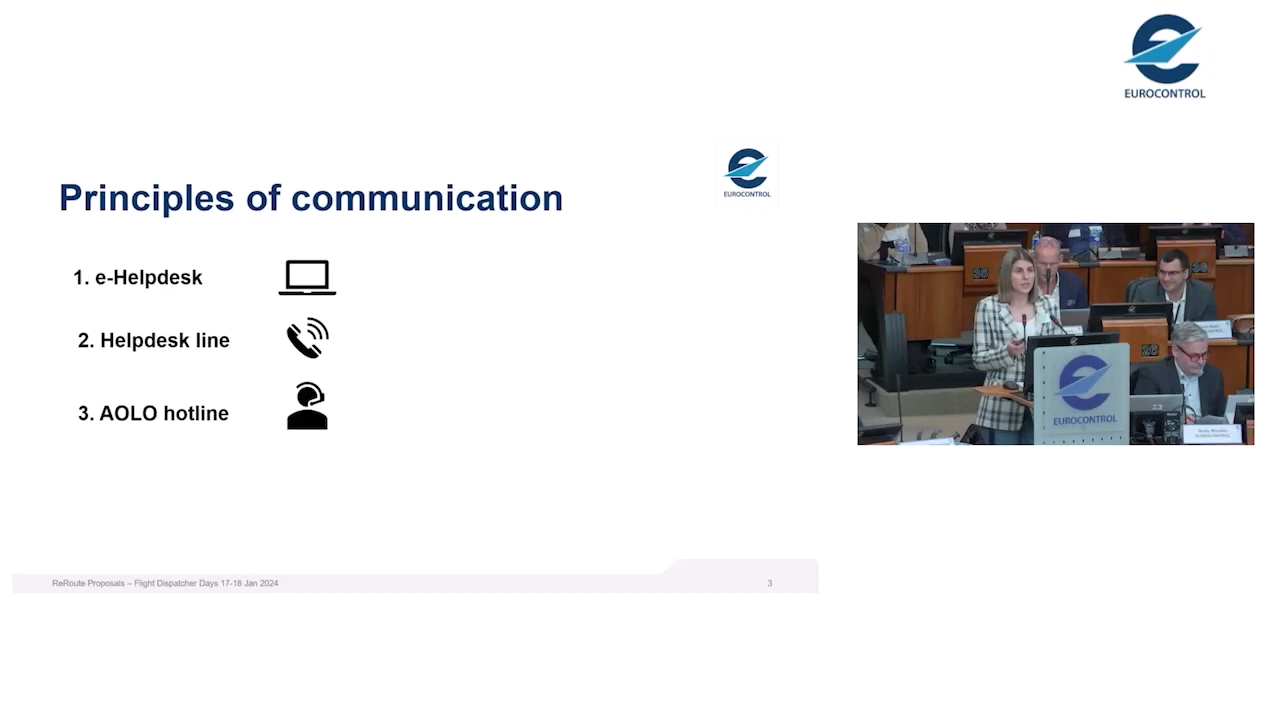 EUROCONTROL
EUROCONTROL
Principles of communication
1. e-Helpdesk
2. Helpdesk line
3. AOLO hotline
EUROCONTROL
ReRoute Proposals – Flight Dispatcher Days 17-18 Jan 2024
3